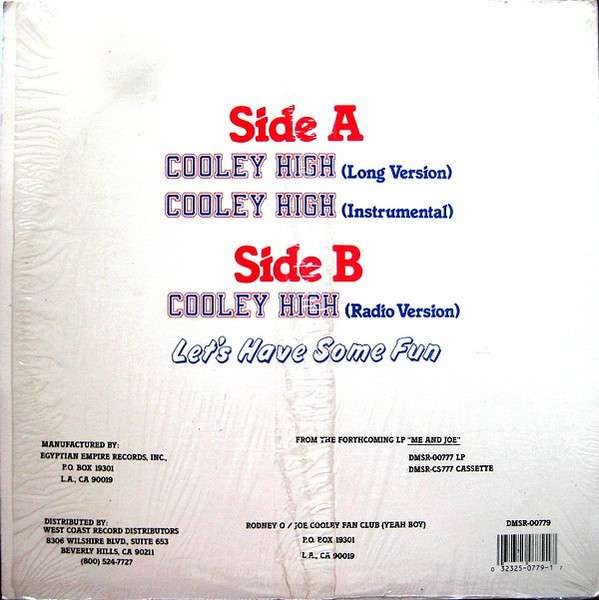 Side A
COOLEY HIGH (Long Version)
COOLEY HIGH (Instrumental)
Side B
COOLEY HIGH (Radio Version)
Let's Have Some Fun
MANUFACTURED BY:
EGYPTIAN EMPIRE RECORDS, INC.,
P.O. BOX 19301
L.A., CA 90019
FROM THE FORTHCOMING LP "ME AND JOE"
DMSR-00777 LP
DMSR-CS777 CASSETTE
DISTRIBUTED BY:
WEST COAST RECORD DISTRIBUTORS
8306 WILSHIRE BLVD., SUITE 653
BEVERLY HILLS, CA 90211
(800) 524-7727
RODNEY O / JOE COOLEY FAN CLUB (YEAH BOY)
P.O. BOX 19301
L.A., CA 90019
DMSR-00779
0 32325-0779-1 7